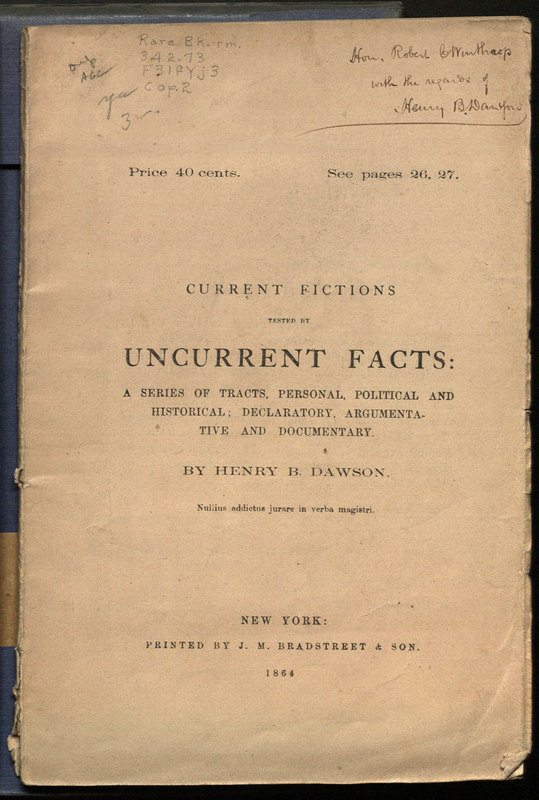 Rare Bk. rm.
342.73
F31PYj3
Cop.2
Hon. Robert C Winthrop
with the regards of
Henry B. Dawson
Price 40 cents.
See pages 26, 27.
CURRENT FICTIONS
TESTED BY
UNCURRENT FACTS:
A SERIES OF TRACTS, PERSONAL, POLITICAL AND
HISTORICAL; DECLARATORY, ARGUMENTA-
TIVE AND DOCUMENTARY.
BY HENRY B. DAWSON.
Nullius addictus jurare in verba magistri.
NEW YORK:
PRINTED BY J. M. BRADSTREET & SON.
1864